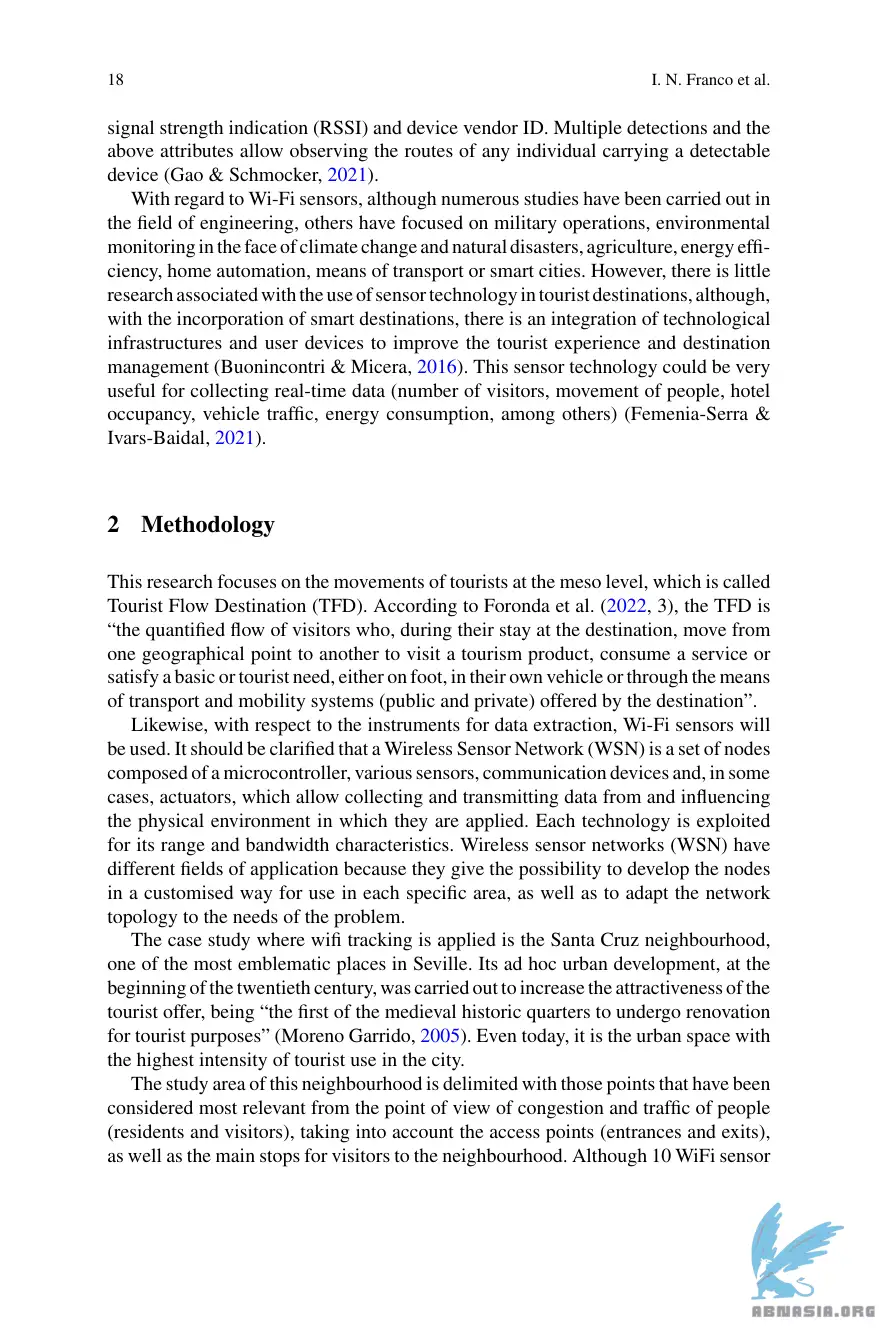 18 I. N. Franco et al.
signal strength indication (RSSI) and device vendor ID. Multiple detections and the
above attributes allow observing the routes of any individual carrying a detectable
device (Gao & Schmocker, 2021).
With regard to Wi-Fi sensors, although numerous studies have been carried out in
the field of engineering, others have focused on military operations, environmental
monitoring in the face of climate change and natural disasters, agriculture, energy effi-
ciency, home automation, means of transport or smart cities. However, there is little
research associated with the use of sensor technology in tourist destinations, although,
with the incorporation of smart destinations, there is an integration of technological
infrastructures and user devices to improve the tourist experience and destination
management (Buonincontri & Micera, 2016). This sensor technology could be very
useful for collecting real-time data (number of visitors, movement of people, hotel
occupancy, vehicle traffic, energy consumption, among others) (Femenia-Serra &
Ivars-Baidal, 2021).
2 Methodology
This research focuses on the movements of tourists at the meso level, which is called
Tourist Flow Destination (TFD). According to Foronda et al. (2022, 3), the TFD is
“the quantified flow of visitors who, during their stay at the destination, move from
one geographical point to another to visit a tourism product, consume a service or
satisfy a basic or tourist need, either on foot, in their own vehicle or through the means
of transport and mobility systems (public and private) offered by the destination”.
Likewise, with respect to the instruments for data extraction, Wi-Fi sensors will
be used. It should be clarified that a Wireless Sensor Network (WSN) is a set of nodes
composed of a microcontroller, various sensors, communication devices and, in some
cases, actuators, which allow collecting and transmitting data from and influencing
the physical environment in which they are applied. Each technology is exploited
for its range and bandwidth characteristics. Wireless sensor networks (WSN) have
different fields of application because they give the possibility to develop the nodes
in a customised way for use in each specific area, as well as to adapt the network
topology to the needs of the problem.
The case study where wifi tracking is applied is the Santa Cruz neighbourhood,
one of the most emblematic places in Seville. Its ad hoc urban development, at the
beginning of the twentieth century, was carried out to increase the attractiveness of the
tourist offer, being “the first of the medieval historic quarters to undergo renovation
for tourist purposes” (Moreno Garrido, 2005). Even today, it is the urban space with
the highest intensity of tourist use in the city.
The study area of this neighbourhood is delimited with those points that have been
considered most relevant from the point of view of congestion and traffic of people
(residents and visitors), taking into account the access points (entrances and exits),
as well as the main stops for visitors to the neighbourhood. Although 10 WiFi sensor
ABNASIA.ORG